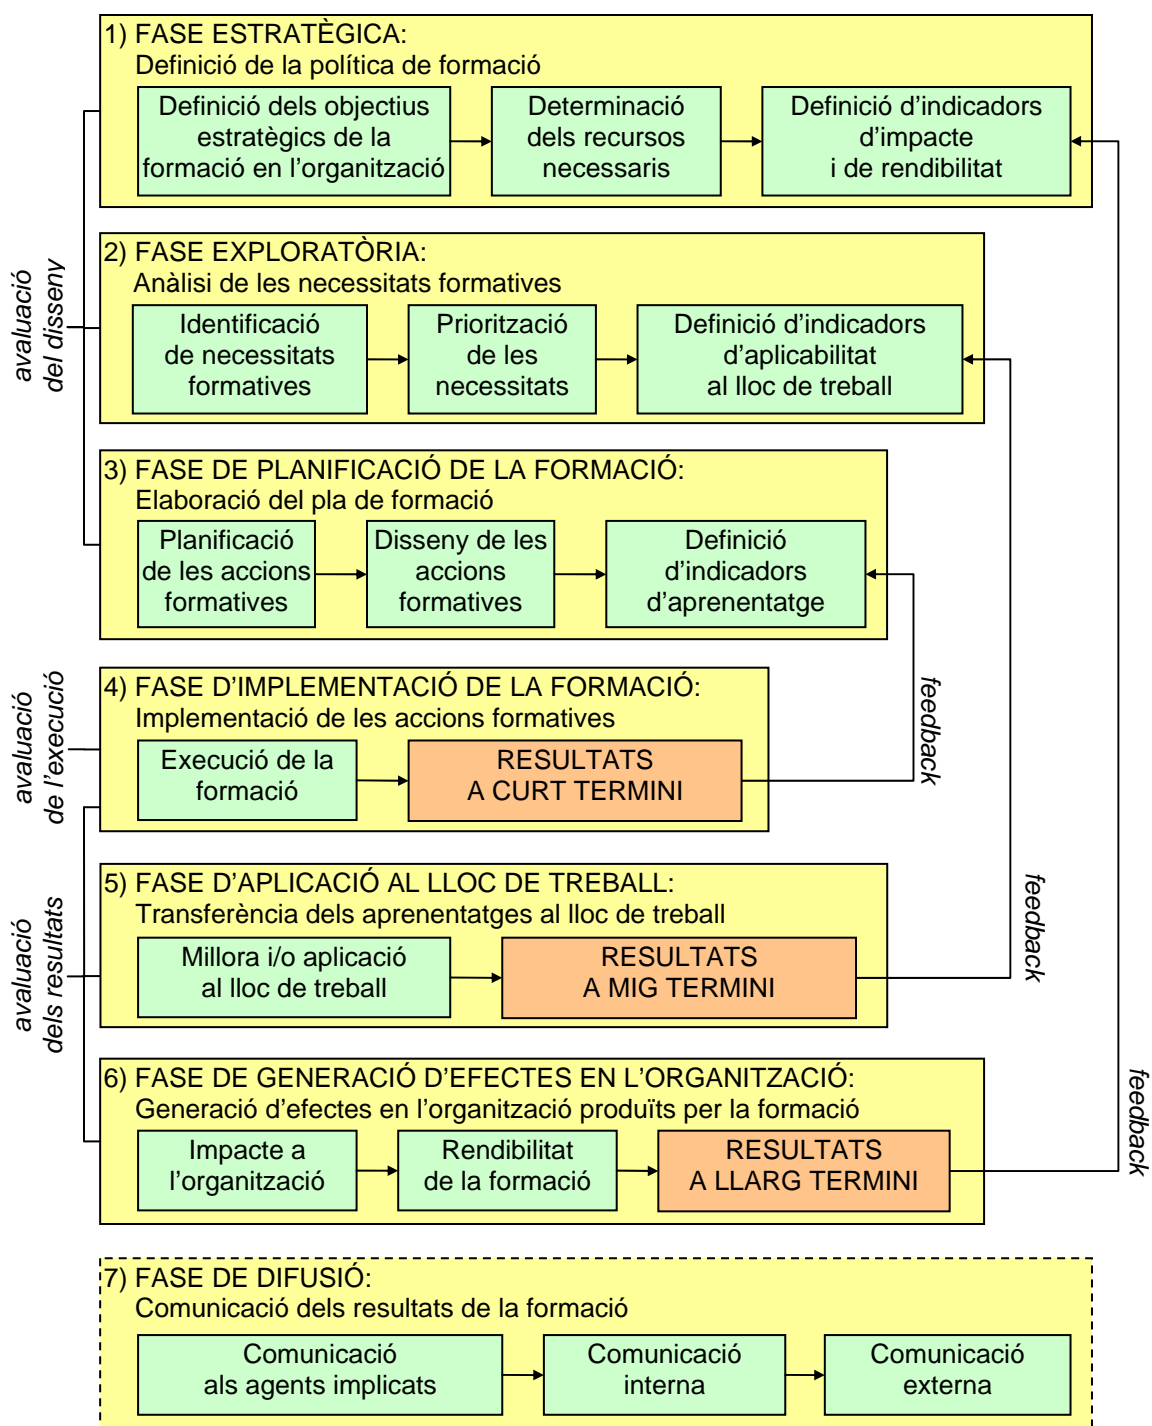 1) FASE ESTRATÈGICA:
Definició de la política de formació
Definició dels objectius
estratègics de la
formació en l’organització
Determinació
dels recursos
necessaris
Definició d’indicadors
d’impacte
i de rendibilitat
avaluació
del disseny
2) FASE EXPLORATÒRIA:
Anàlisi de les necessitats formatives
Identificació
de necessitats
formatives
Priorització
de les
necessitats
Definició d’indicadors
d’aplicabilitat
al lloc de treball
3) FASE DE PLANIFICACIÓ DE LA FORMACIÓ:
Elaboració del pla de formació
Planificació
de les accions
formatives
Disseny de les
accions
formatives
Definició
d’indicadors
d’aprenentatge
avaluació
de l’execució
4) FASE D’IMPLEMENTACIÓ DE LA FORMACIÓ:
Implementació de les accions formatives
Execució de la
formació
RESULTATS
A CURT TERMINI
feedback
avaluació
dels resultats
5) FASE D’APLICACIÓ AL LLOC DE TREBALL:
Transferència dels aprenentatges al lloc de treball
Millora i/o aplicació
al lloc de treball
RESULTATS
A MIG TERMINI
feedback
6) FASE DE GENERACIÓ D’EFECTES EN L’ORGANITZACIÓ:
Generació d’efectes en l’organització produïts per la formació
Impacte a
l’organització
Rendibilitat
de la formació
RESULTATS
A LLARG TERMINI
feedback
7) FASE DE DIFUSIÓ:
Comunicació dels resultats de la formació
Comunicació
als agents implicats
Comunicació
interna
Comunicació
externa